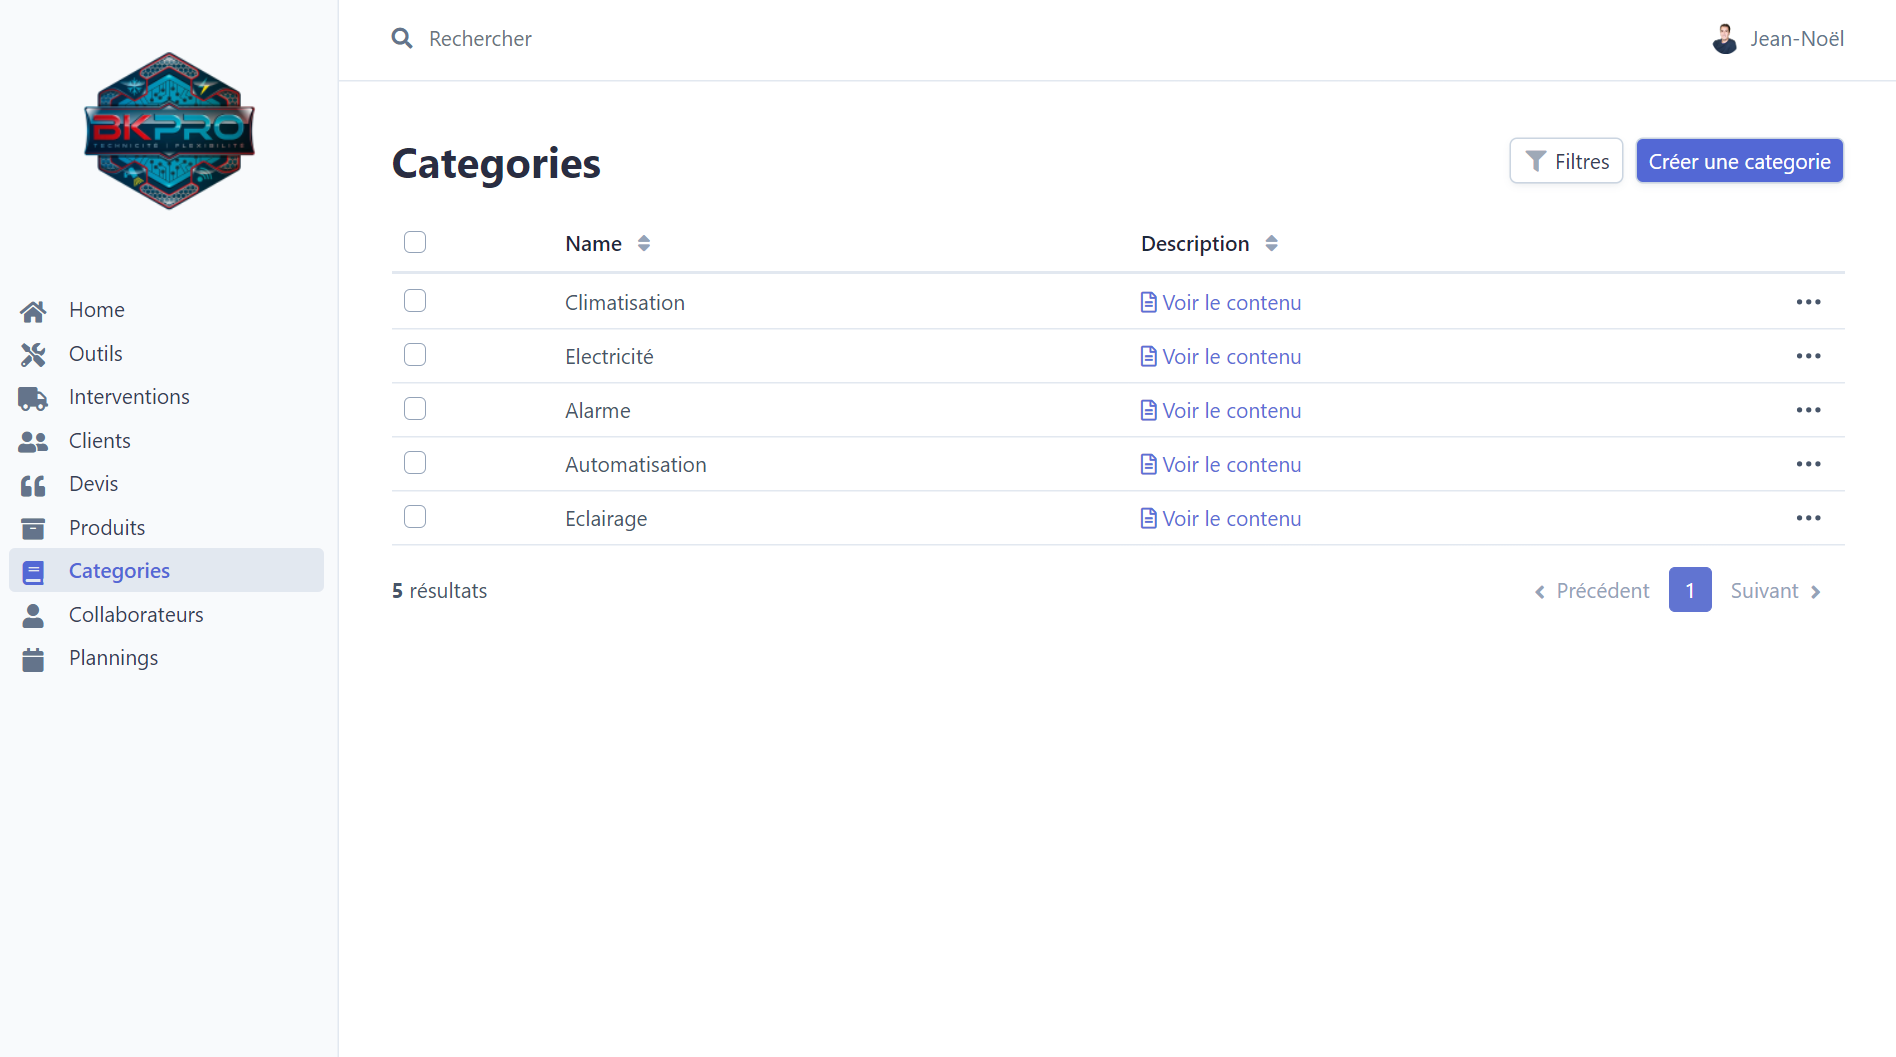 BKPRO
TECHNICITÉ | FLEXIBILITÉ
Home
Outils
Interventions
Clients
Devis
Produits
Categories
Collaborateurs
Plannings
Rechercher
Jean-Noël
Categories
Filtres
Créer une categorie
Name Description
Climatisation Voir le contenu
Electricité Voir le contenu
Alarme Voir le contenu
Automatisation Voir le contenu
Eclairage Voir le contenu
5 résultats
Précédent 1 Suivant